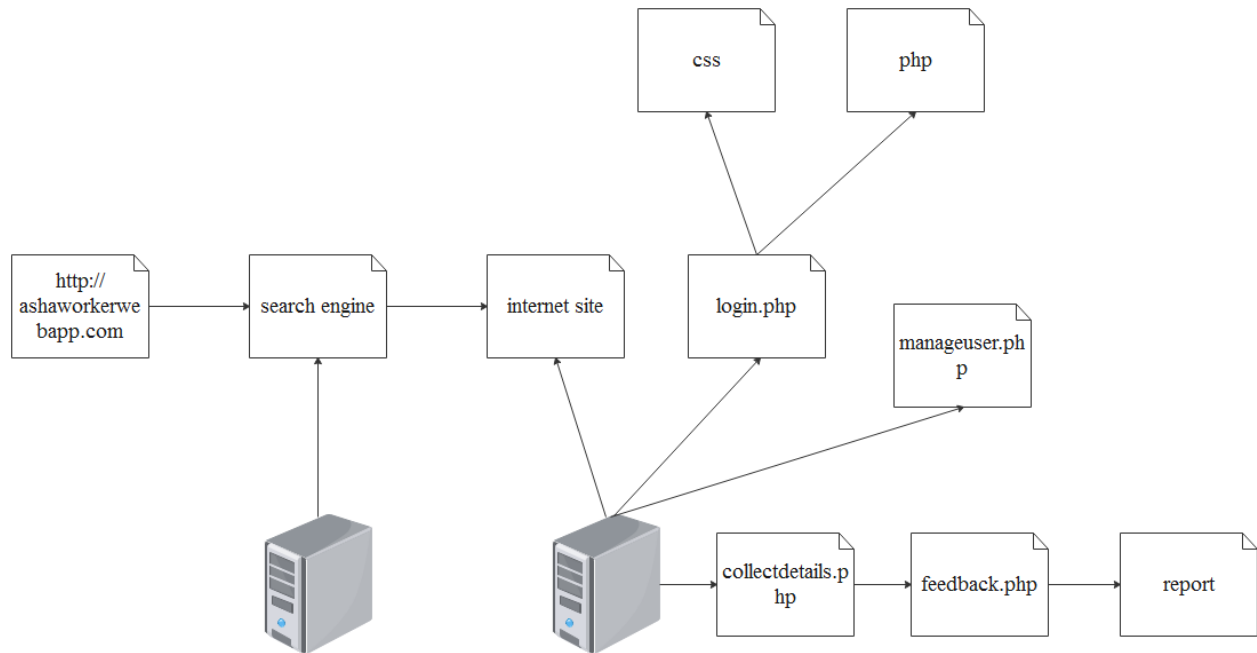 css
php
http://
ashaworkerwe
bapp.com
search engine
internet site
login.php
manageuser.ph
p
collectdetails.p
hp
feedback.php
report